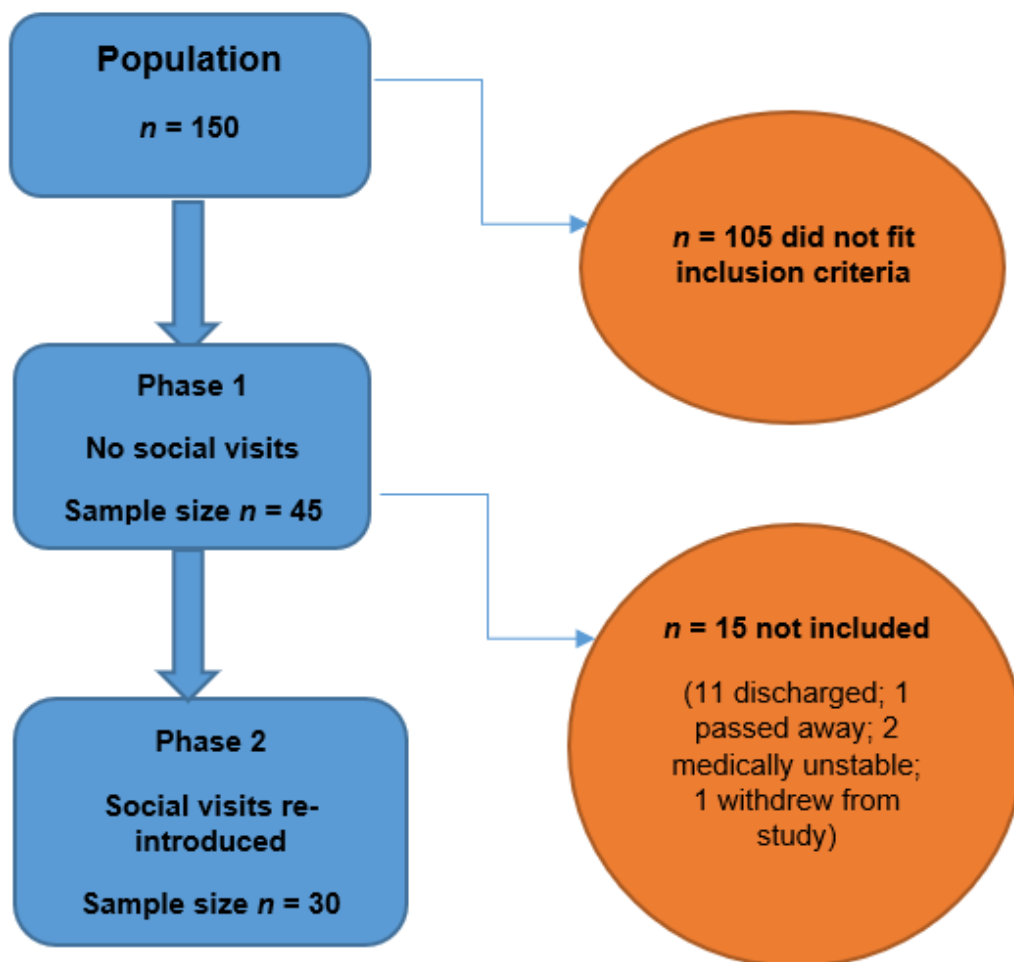 Population
n = 150
n = 105 did not fit
inclusion criteria
Phase 1
No social visits
Sample size n = 45
n = 15 not included
(11 discharged; 1
passed away; 2
medically unstable;
1 withdrew from
study)
Phase 2
Social visits re-
introduced
Sample size n = 30